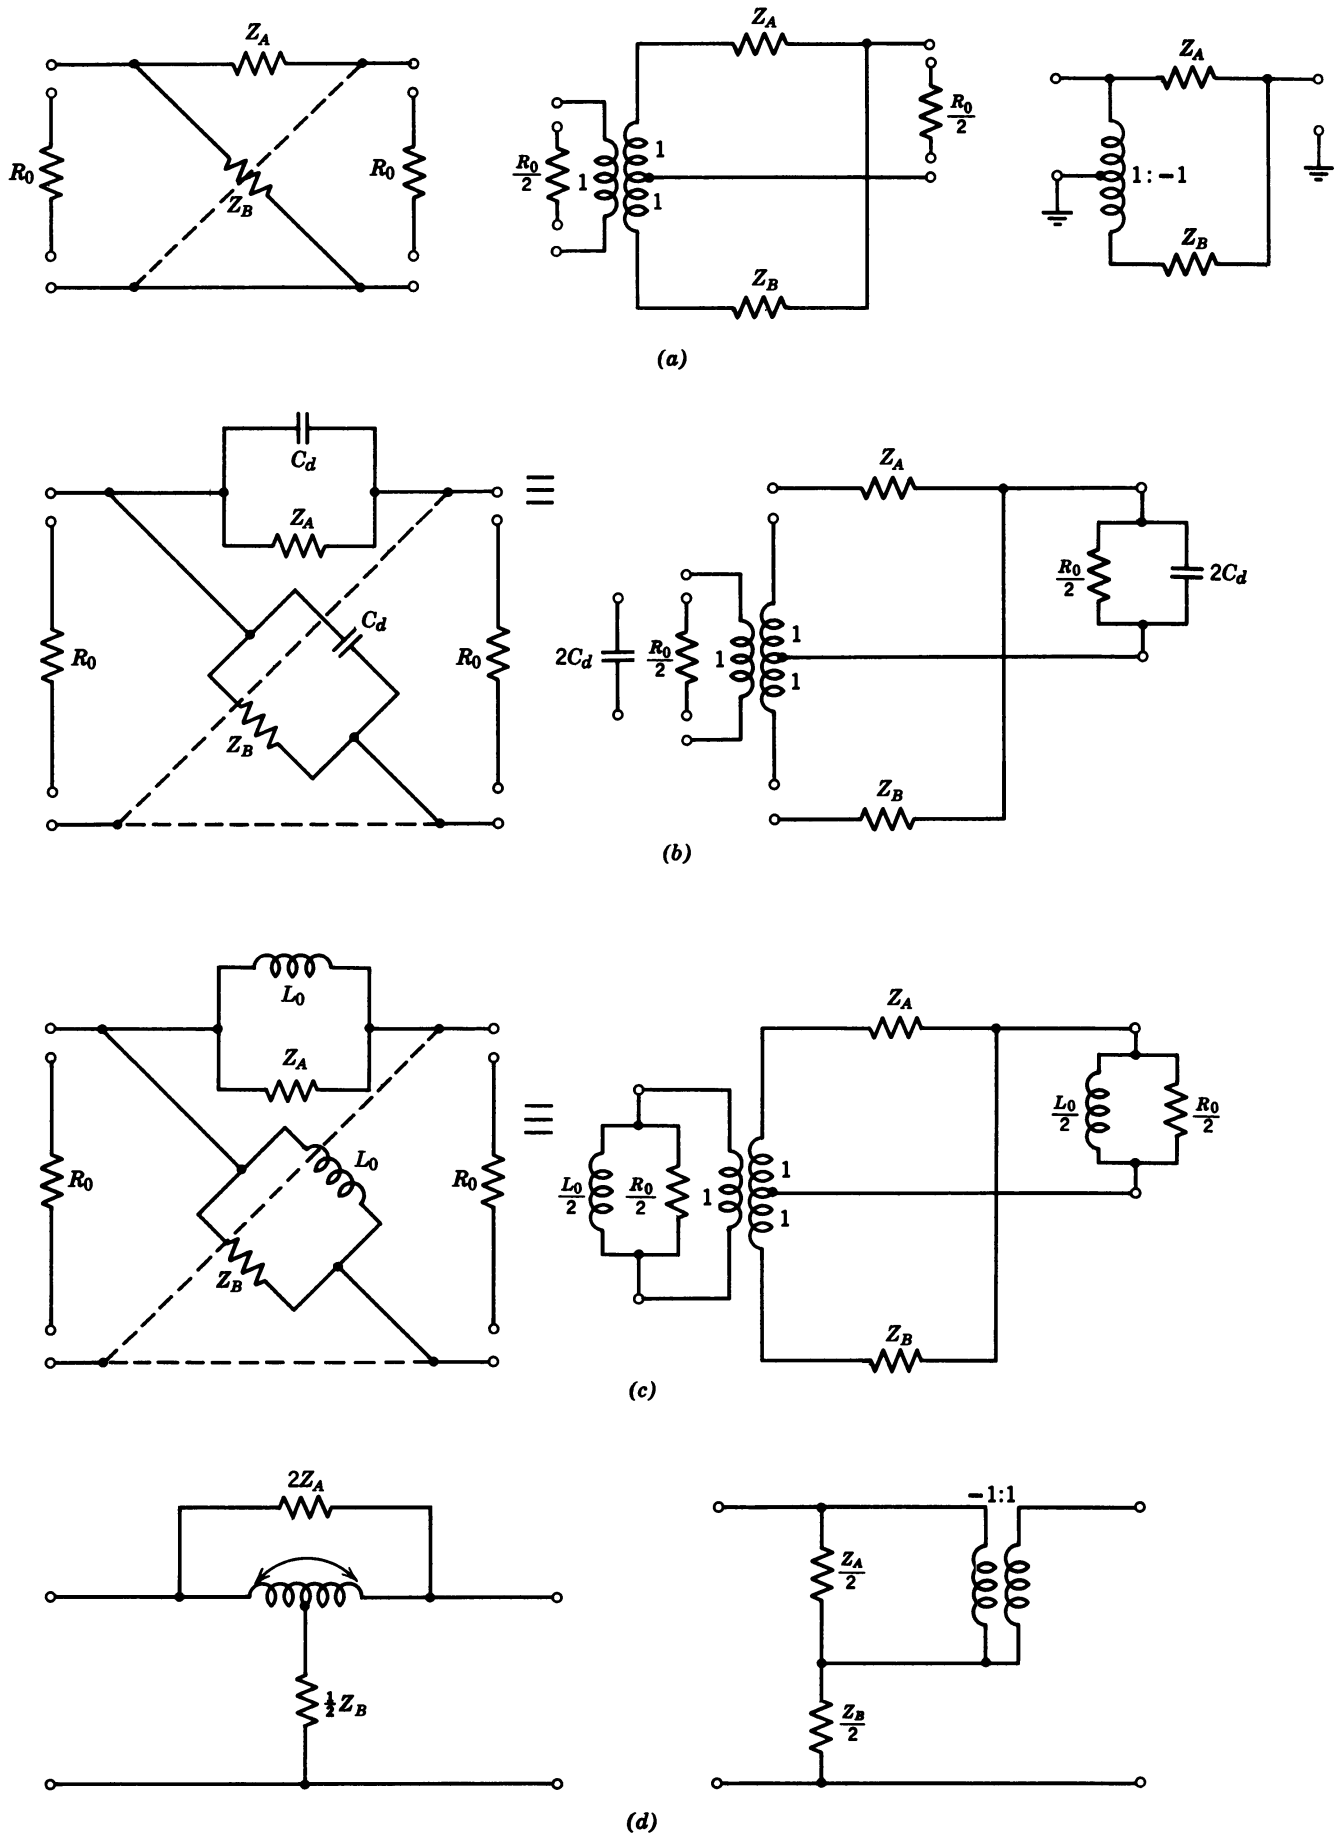 Z_A
R_0
R_0
Z_B
Z_A
R_0/2
1
1
1
R_0/2
Z_B
Z_A
1:-1
Z_B
(a)
C_d
Z_A
C_d
Z_B
R_0
R_0
≡
Z_A
2C_d
R_0/2
1
1
1
R_0/2
2C_d
Z_B
(b)
L_0
Z_A
L_0
Z_B
R_0
R_0
≡
Z_A
L_0/2
R_0/2
1
1
1
L_0/2
R_0/2
Z_B
(c)
2Z_A
½Z_B
-1:1
Z_A/2
Z_B/2
(d)